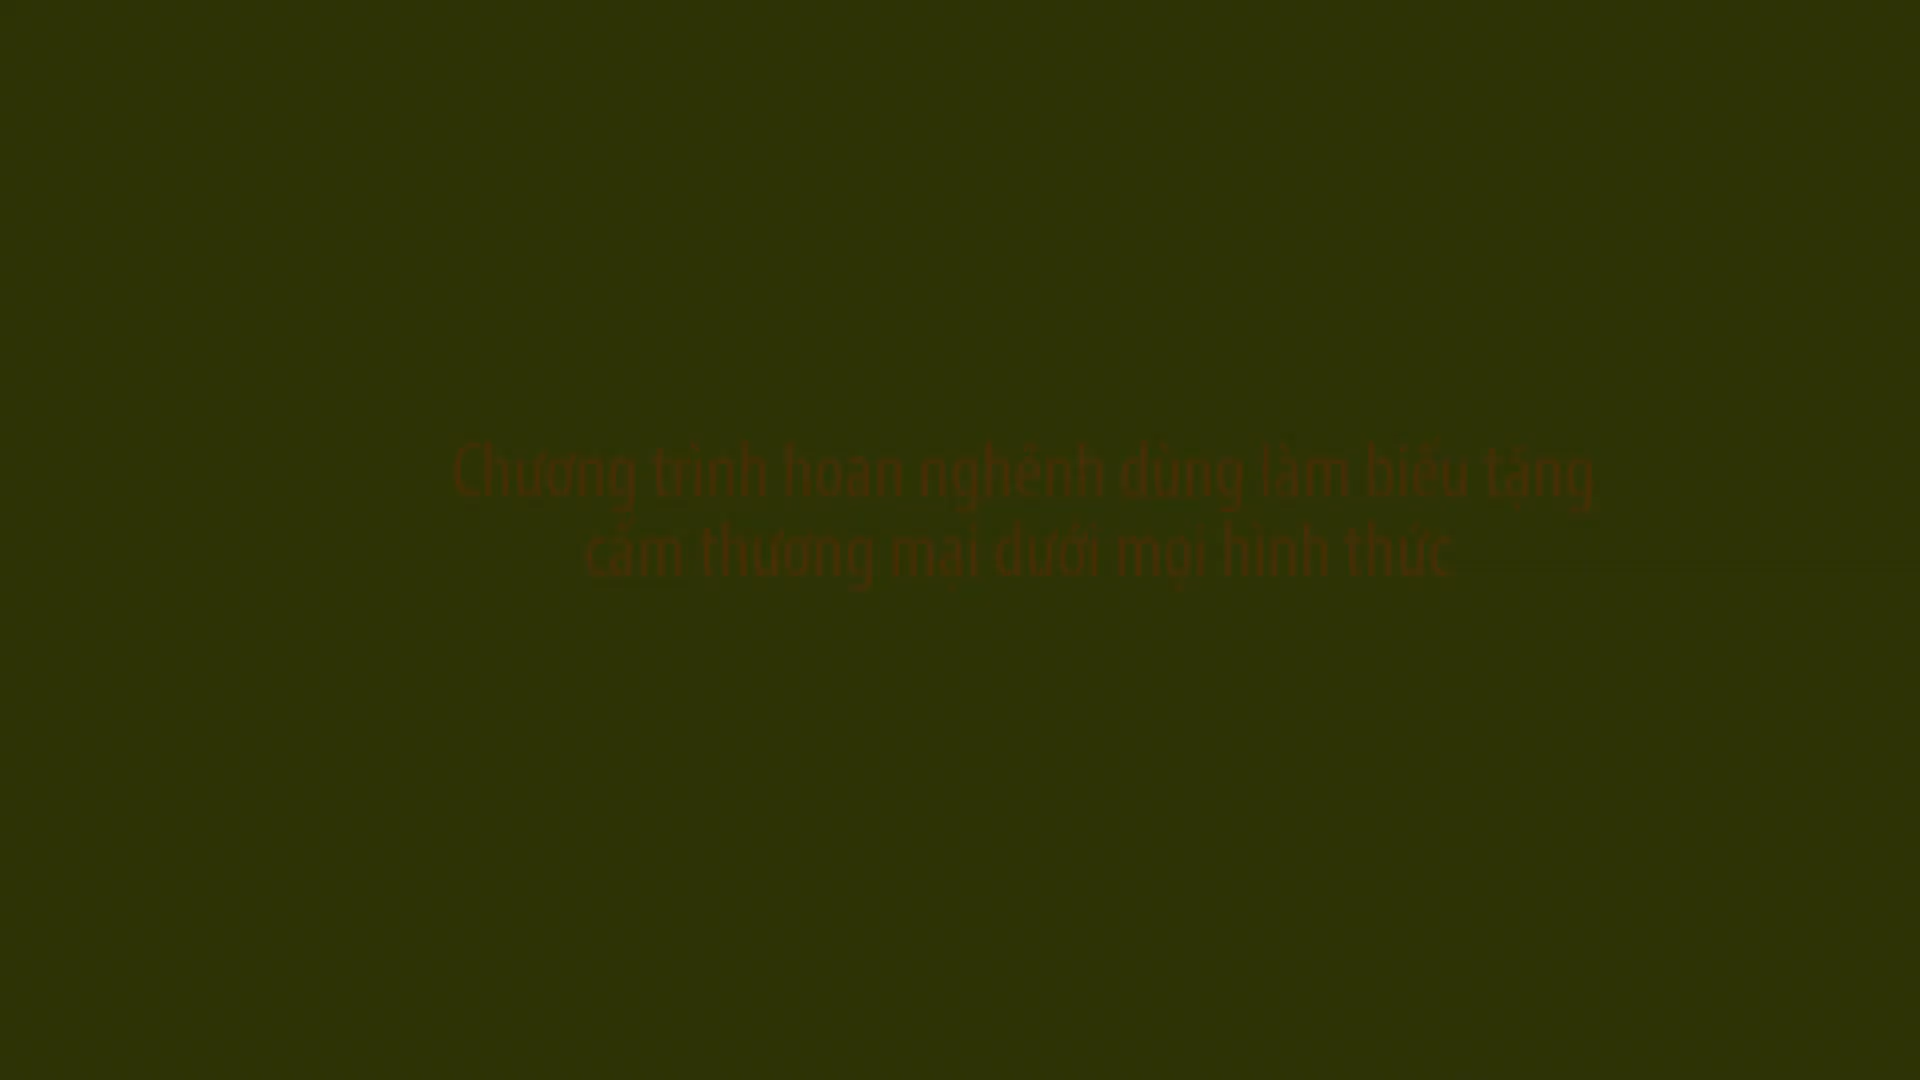 Chương trình hoan nghênh dùng làm biếu tặng
cấm thương mại dưới mọi hình thức